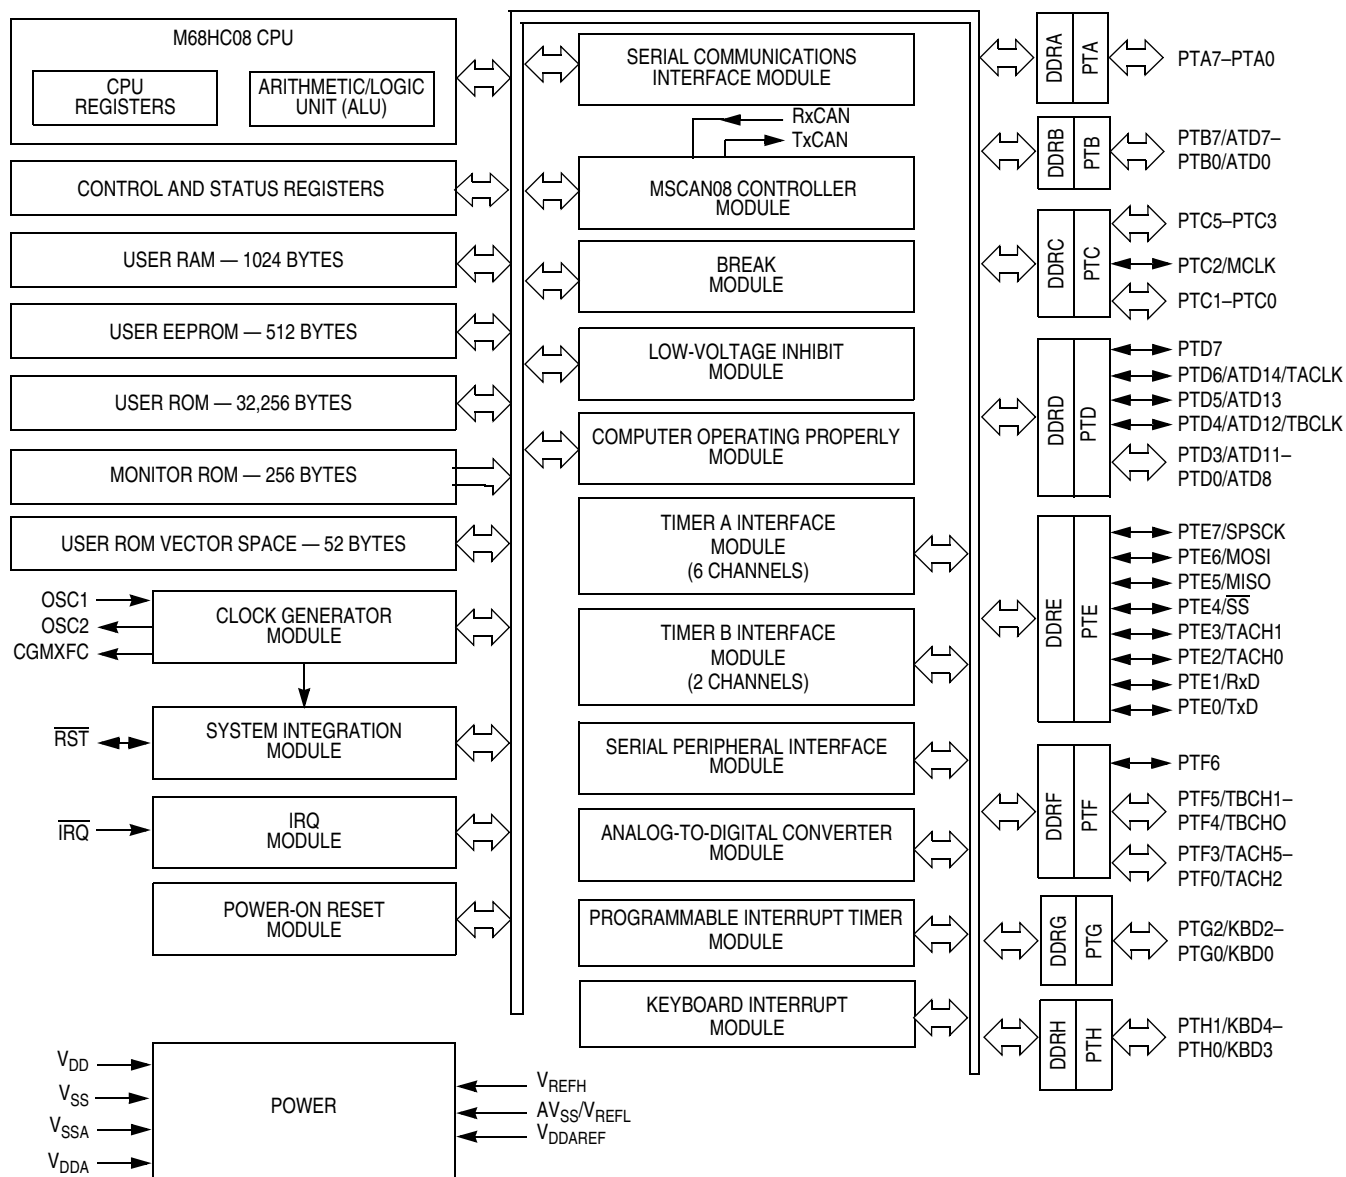 M68HC08 CPU
CPU
REGISTERS
ARITHMETIC/LOGIC
UNIT (ALU)
CONTROL AND STATUS REGISTERS
USER RAM — 1024 BYTES
USER EEPROM — 512 BYTES
USER ROM — 32,256 BYTES
MONITOR ROM — 256 BYTES
USER ROM VECTOR SPACE — 52 BYTES
OSC1
OSC2
CGMXFC
CLOCK GENERATOR
MODULE
RST
SYSTEM INTEGRATION
MODULE
IRQ
IRQ
MODULE
POWER-ON RESET
MODULE
VDD
VSS
VSSA
VDDA
POWER
VREFH
AVSS/VREFL
VDDAREF
SERIAL COMMUNICATIONS
INTERFACE MODULE
RxCAN
TxCAN
MSCAN08 CONTROLLER
MODULE
BREAK
MODULE
LOW-VOLTAGE INHIBIT
MODULE
COMPUTER OPERATING PROPERLY
MODULE
TIMER A INTERFACE
MODULE
(6 CHANNELS)
TIMER B INTERFACE
MODULE
(2 CHANNELS)
SERIAL PERIPHERAL INTERFACE
MODULE
ANALOG-TO-DIGITAL CONVERTER
MODULE
PROGRAMMABLE INTERRUPT TIMER
MODULE
KEYBOARD INTERRUPT
MODULE
DDRA
PTA
PTA7–PTA0
DDRB
PTB
PTB7/ATD7–
PTB0/ATD0
DDRC
PTC
PTC5–PTC3
PTC2/MCLK
PTC1–PTC0
DDRD
PTD
PTD7
PTD6/ATD14/TACLK
PTD5/ATD13
PTD4/ATD12/TBCLK
PTD3/ATD11–
PTD0/ATD8
DDRE
PTE
PTE7/SPSCK
PTE6/MOSI
PTE5/MISO
PTE4/SS
PTE3/TACH1
PTE2/TACH0
PTE1/RxD
PTE0/TxD
DDRF
PTF
PTF6
PTF5/TBCH1–
PTF4/TBCHO
PTF3/TACH5–
PTF0/TACH2
DDRG
PTG
PTG2/KBD2–
PTG0/KBD0
DDRH
PTH
PTH1/KBD4–
PTH0/KBD3